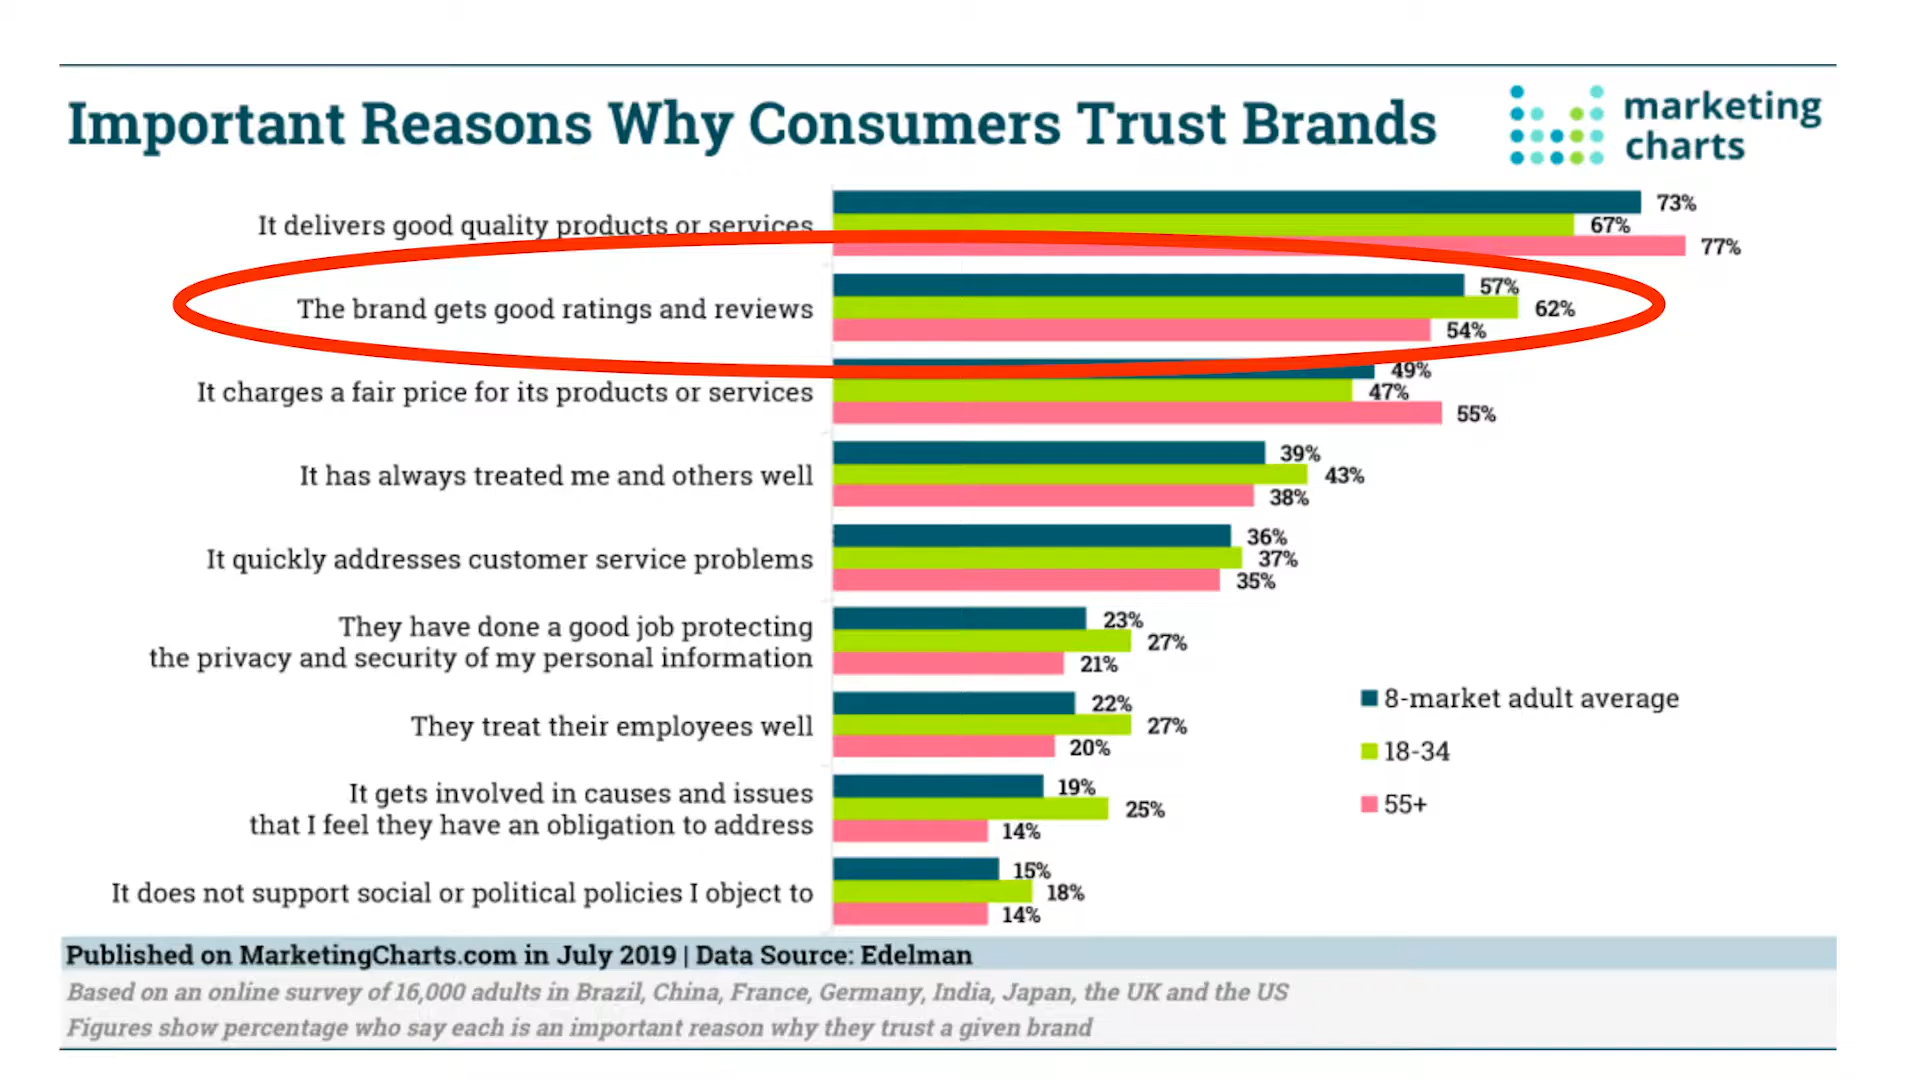 Important Reasons Why Consumers Trust Brands
marketing
charts
It delivers good quality products or services
73%
67%
77%
The brand gets good ratings and reviews
57%
62%
54%
It charges a fair price for its products or services
49%
47%
55%
It has always treated me and others well
39%
43%
38%
It quickly addresses customer service problems
36%
37%
35%
They have done a good job protecting
the privacy and security of my personal information
23%
27%
21%
They treat their employees well
22%
27%
20%
It gets involved in causes and issues
that I feel they have an obligation to address
19%
25%
14%
It does not support social or political policies I object to
15%
18%
14%
8-market adult average
18-34
55+
Published on MarketingCharts.com in July 2019 | Data Source: Edelman
Based on an online survey of 16,000 adults in Brazil, China, France, Germany, India, Japan, the UK and the US
Figures show percentage who say each is an important reason why they trust a given brand